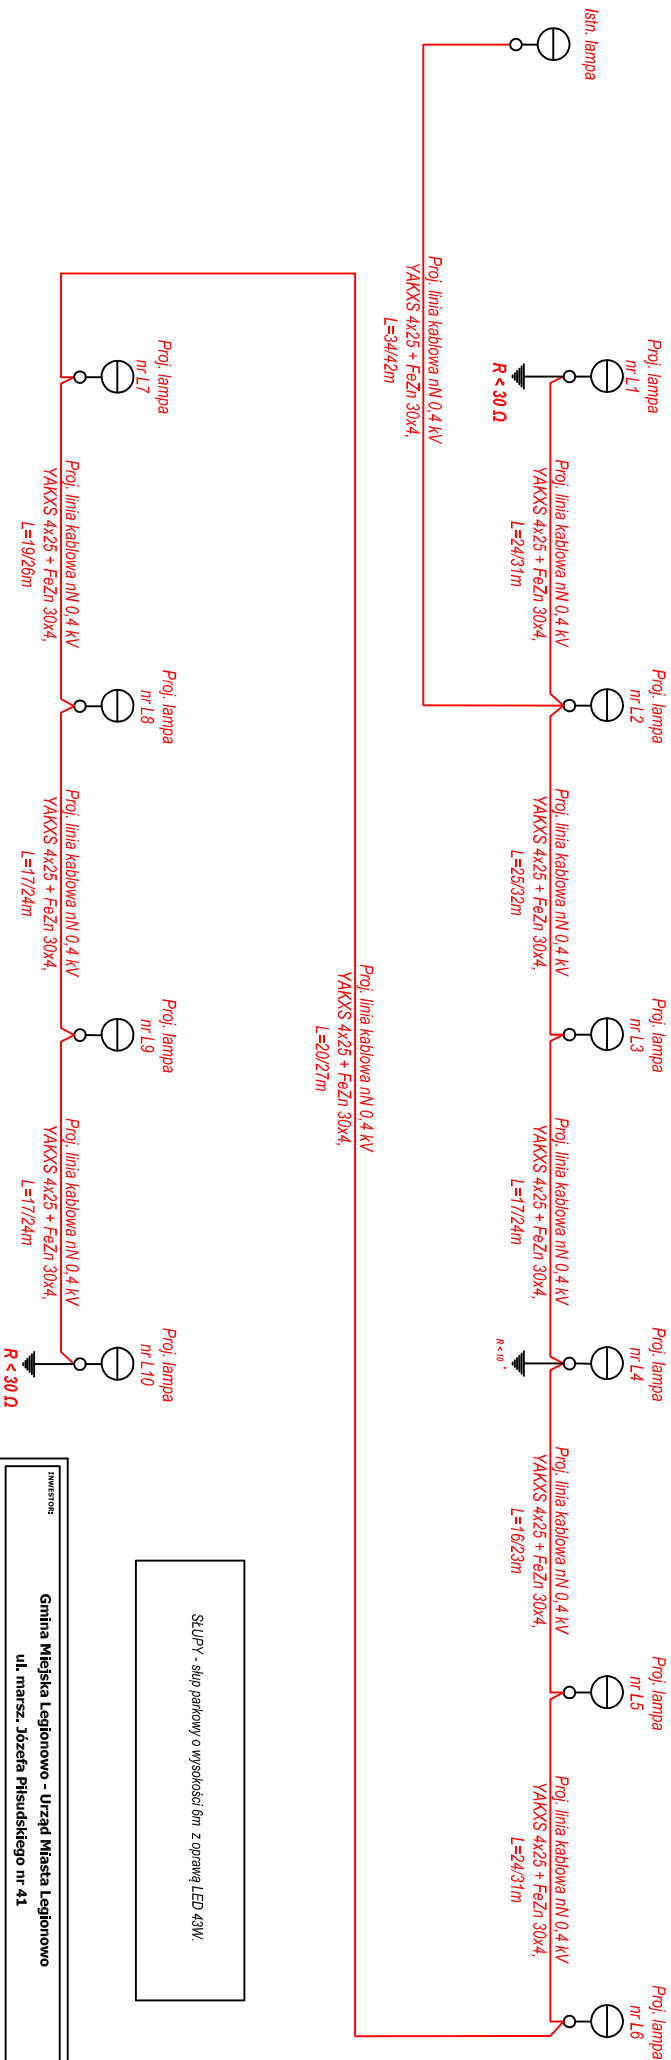 Istn. lampa
Proj. linia kablowa nN 0,4 kV
YAKXS 4x25 + FeZn 30x4,
L=34/42m
Proj. lampa
nr L1
R < 30 Ω
Proj. linia kablowa nN 0,4 kV
YAKXS 4x25 + FeZn 30x4,
L=24/31m
Proj. lampa
nr L2
Proj. linia kablowa nN 0,4 kV
YAKXS 4x25 + FeZn 30x4,
L=25/32m
Proj. lampa
nr L3
Proj. linia kablowa nN 0,4 kV
YAKXS 4x25 + FeZn 30x4,
L=17/24m
Proj. lampa
nr L4
R < 10
Proj. linia kablowa nN 0,4 kV
YAKXS 4x25 + FeZn 30x4,
L=16/23m
Proj. lampa
nr L5
Proj. linia kablowa nN 0,4 kV
YAKXS 4x25 + FeZn 30x4,
L=24/31m
Proj. lampa
nr L6
Proj. linia kablowa nN 0,4 kV
YAKXS 4x25 + FeZn 30x4,
L=20/27m
Proj. lampa
nr L7
Proj. linia kablowa nN 0,4 kV
YAKXS 4x25 + FeZn 30x4,
L=19/26m
Proj. lampa
nr L8
Proj. linia kablowa nN 0,4 kV
YAKXS 4x25 + FeZn 30x4,
L=17/24m
Proj. lampa
nr L9
Proj. linia kablowa nN 0,4 kV
YAKXS 4x25 + FeZn 30x4,
L=17/24m
Proj. lampa
nr L10
R < 30 Ω
SŁUPY - słup parkowy o wysokości 6m z oprawą LED 43W.
INWESTOR:
Gmina Miejska Legionowo - Urząd Miasta Legionowo
ul. marsz. Józefa Piłsudskiego nr 41